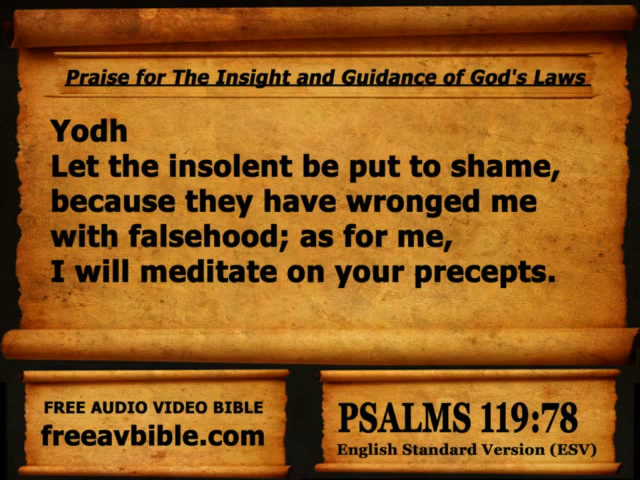 Praise for The Insight and Guidance of God's Laws
Yodh
Let the insolent be put to shame,
because they have wronged me
with falsehood; as for me,
I will meditate on your precepts.
FREE AUDIO VIDEO BIBLE
freeavbible.com
PSALMS 119:78
English Standard Version (ESV)